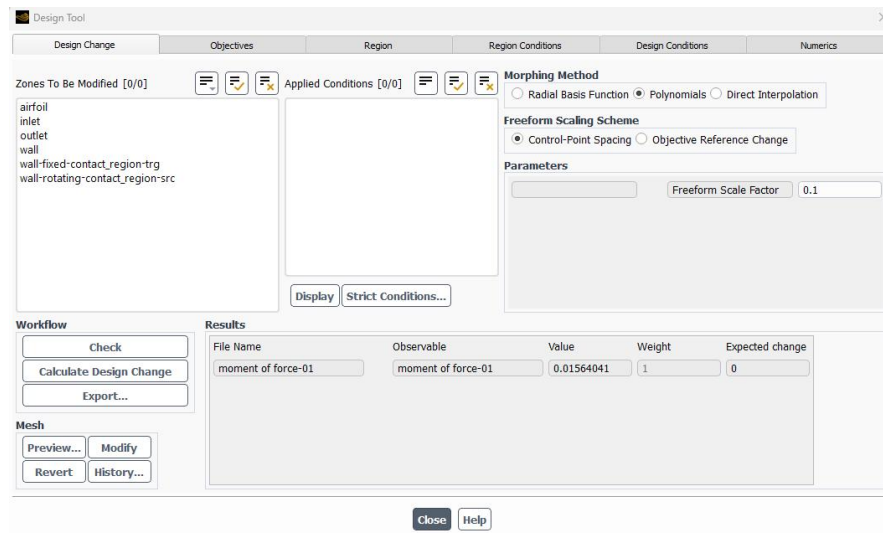 Design Tool
Design Change Objectives Region Region Conditions Design Conditions Numerics
Zones To Be Modified [0/0]
airfoil
inlet
outlet
wall
wall-fixed-contact_region-trg
wall-rotating-contact_region-src
Applied Conditions [0/0]
Display Strict Conditions...
Morphing Method
Radial Basis Function Polynomials Direct Interpolation
Freeform Scaling Scheme
Control-Point Spacing Objective Reference Change
Parameters
Freeform Scale Factor 0.1
Workflow
Check
Calculate Design Change
Export...
Mesh
Preview... Modify
Revert History...
Results
File Name Observable Value Weight Expected change
moment of force-01 moment of force-01 0.01564041 1 0
Close Help